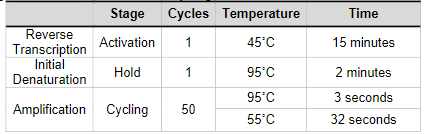 Stage Cycles Temperature Time
Reverse
Transcription Activation 1 45˚C 15 minutes
Initial
Denaturation Hold 1 95˚C 2 minutes
Amplification Cycling 50 95˚C 3 seconds
55˚C 32 seconds